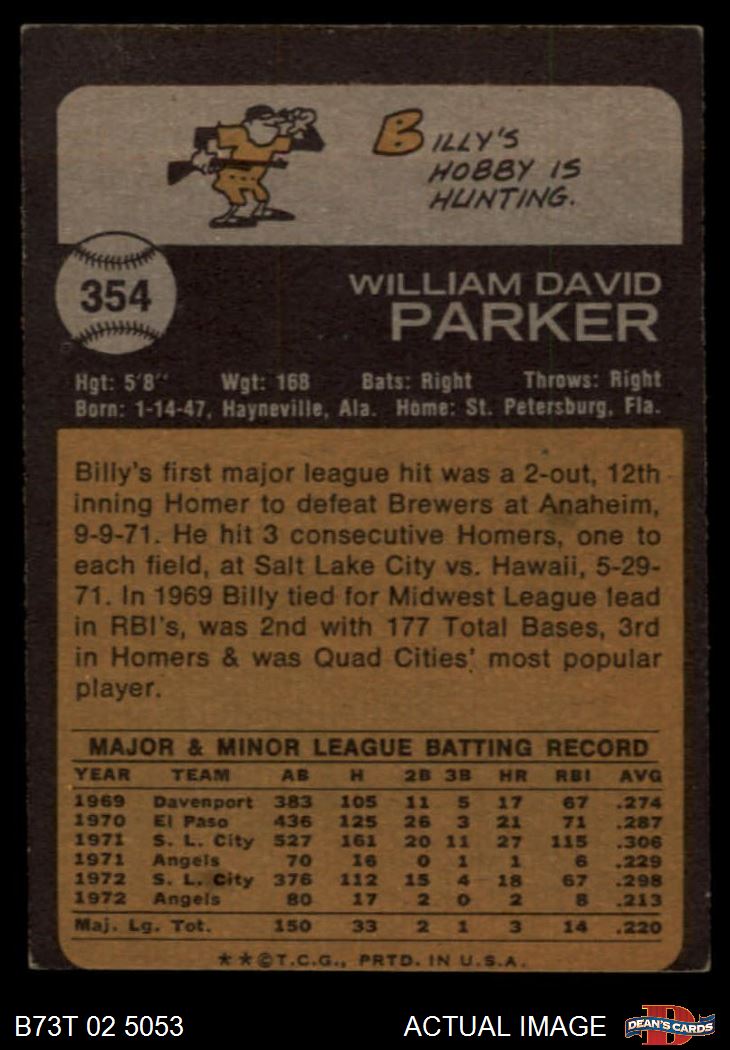 BILLY'S
HOBBY IS
HUNTING.
354
WILLIAM DAVID
PARKER
Hgt: 5'8" Wgt: 168 Bats: Right Throws: Right
Born: 1-14-47, Hayneville, Ala. Home: St. Petersburg, Fla.
Billy's first major league hit was a 2-out, 12th
inning Homer to defeat Brewers at Anaheim,
9-9-71. He hit 3 consecutive Homers, one to
each field, at Salt Lake City vs. Hawaii, 5-29-
71. In 1969 Billy tied for Midwest League lead
in RBI's, was 2nd with 177 Total Bases, 3rd
in Homers & was Quad Cities' most popular
player.
MAJOR & MINOR LEAGUE BATTING RECORD
YEAR TEAM AB H 2B 3B HR RBI AVG
1969 Davenport 383 105 11 5 17 67 .274
1970 El Paso 436 125 26 3 21 71 .287
1971 S. L. City 527 161 20 11 27 115 .306
1971 Angels 70 16 0 1 1 6 .229
1972 S. L. City 376 112 15 4 18 67 .298
1972 Angels 80 17 2 0 2 8 .213
Maj. Lg. Tot. 150 33 2 1 3 14 .220
**©T.C.G., PRTD. IN U.S.A.
B73T 02 5053 ACTUAL IMAGE DEAN'S CARDS